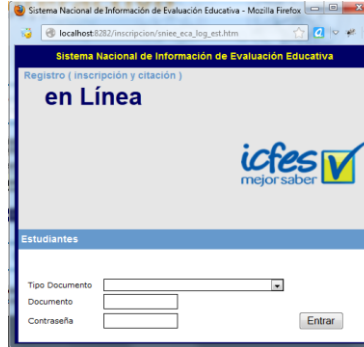 Sistema Nacional de Información de Evaluación Educativa - Mozilla Firefox
localhost:8282/inscripcion/sniee_eca_log_est.htm
Sistema Nacional de Información de Evaluación Educativa
Registro ( inscripción y citación )
en Línea
icfes
mejor saber
Estudiantes
Tipo Documento
Documento
Contraseña
Entrar